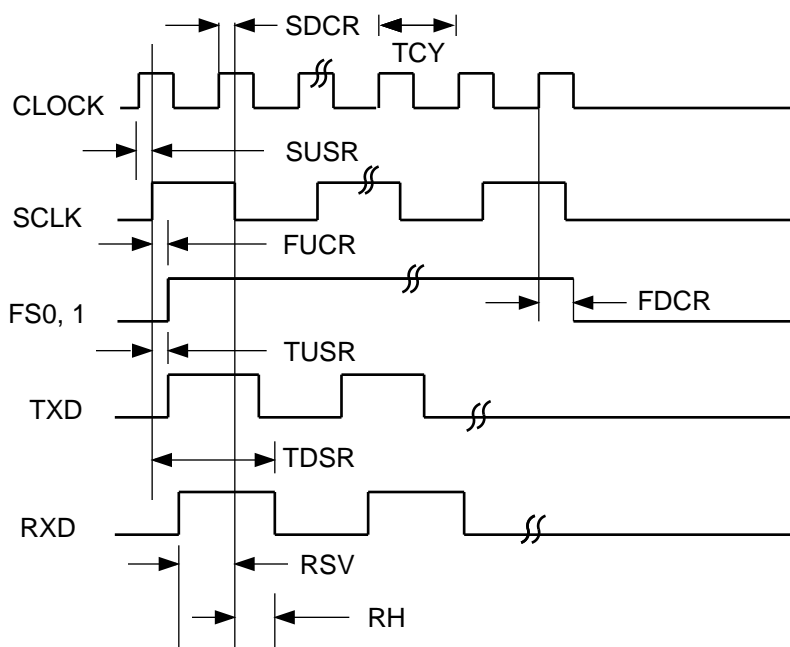 SDCR
TCY
CLOCK
SUSR
SCLK
FUCR
FS0, 1
FDCR
TUSR
TXD
TDSR
RXD
RSV
RH